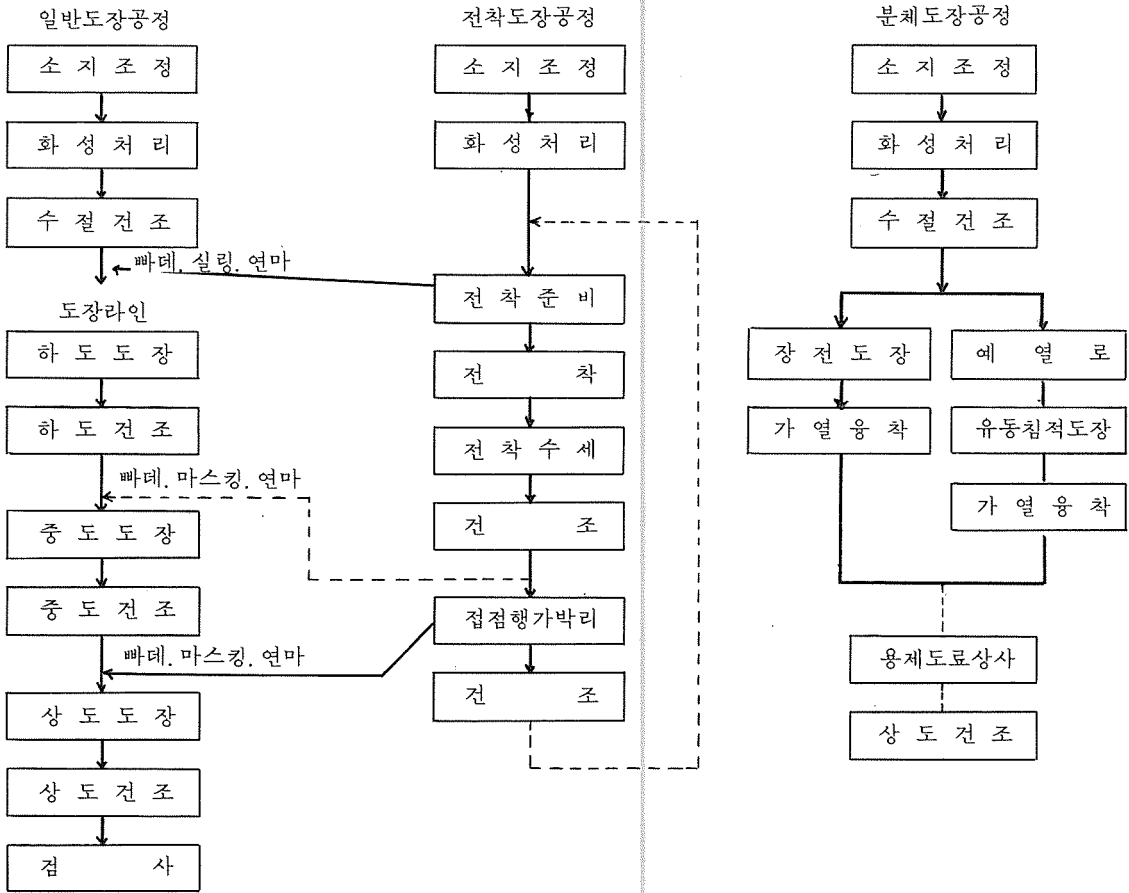 일반도장공정
소 지 조 정
화 성 처 리
수 절 건 조
빠데. 실링. 연마
도장라인
하 도 도 장
하 도 건 조
빠데. 마스킹. 연마
중 도 도 장
중 도 건 조
빠데. 마스킹. 연마
상 도 도 장
상 도 건 조
검 사
전착도장공정
소 지 조 정
화 성 처 리
전 착 준 비
전 착
전 착 수 세
건 조
접점행가박리
건 조
분체도장공정
소 지 조 정
화 성 처 리
수 절 건 조
장 전 도 장
가 열 융 착
예 열 로
유동침적도장
가 열 융 착
용제도료상사
상 도 건 조